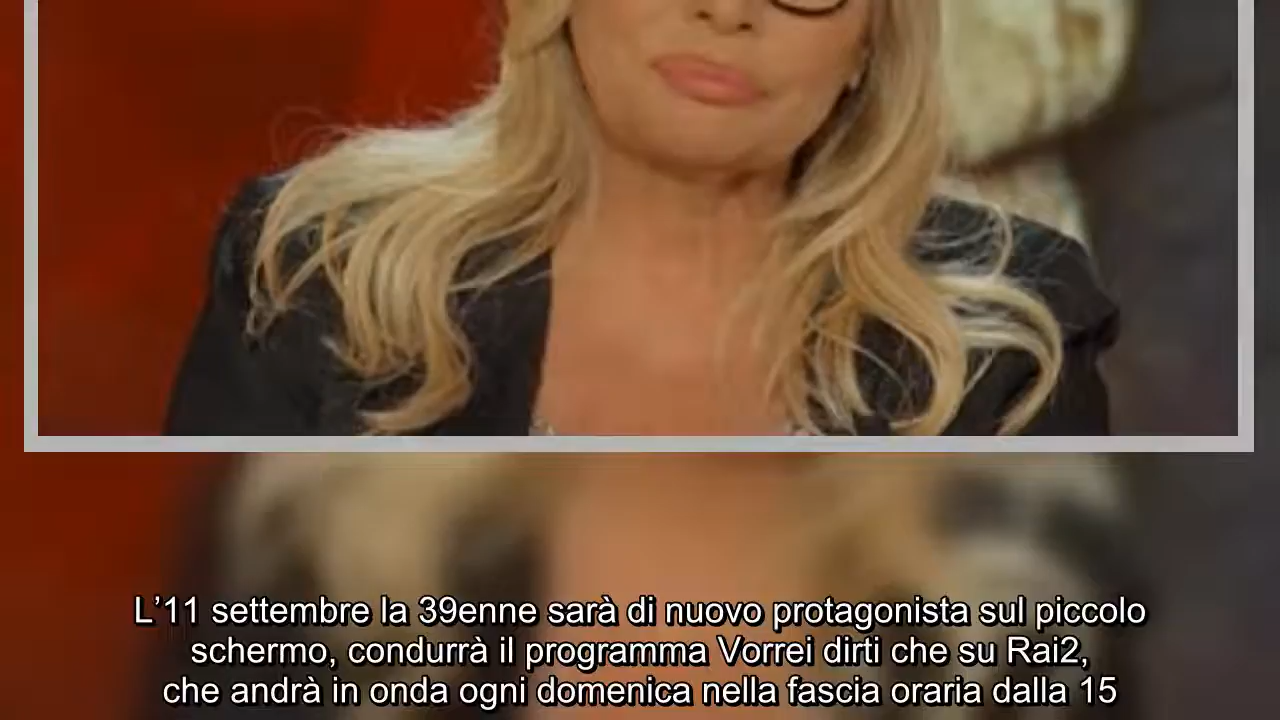 L’11 settembre la 39enne sarà di nuovo protagonista sul piccolo
schermo, condurrà il programma Vorrei dirti che su Rai2,
che andrà in onda ogni domenica nella fascia oraria dalla 15